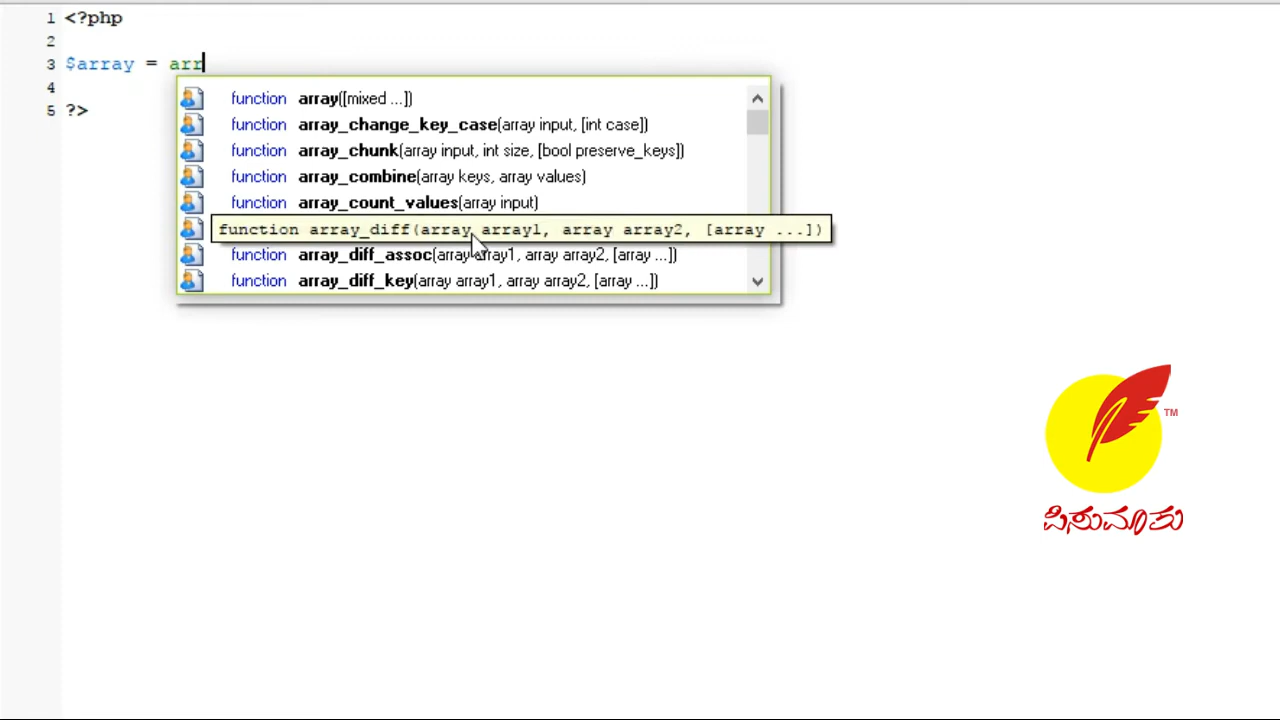 1 <?php
2
3 $array = arr
4
5 ?>
function array([mixed ...])
function array_change_key_case(array input, [int case])
function array_chunk(array input, int size, [bool preserve_keys])
function array_combine(array keys, array values)
function array_count_values(array input)
function array_diff(array array1, array array2, [array ...])
function array_diff_assoc(array array1, array array2, [array ...])
function array_diff_key(array array1, array array2, [array ...])
TM
ಪಿಸುಮಾತು